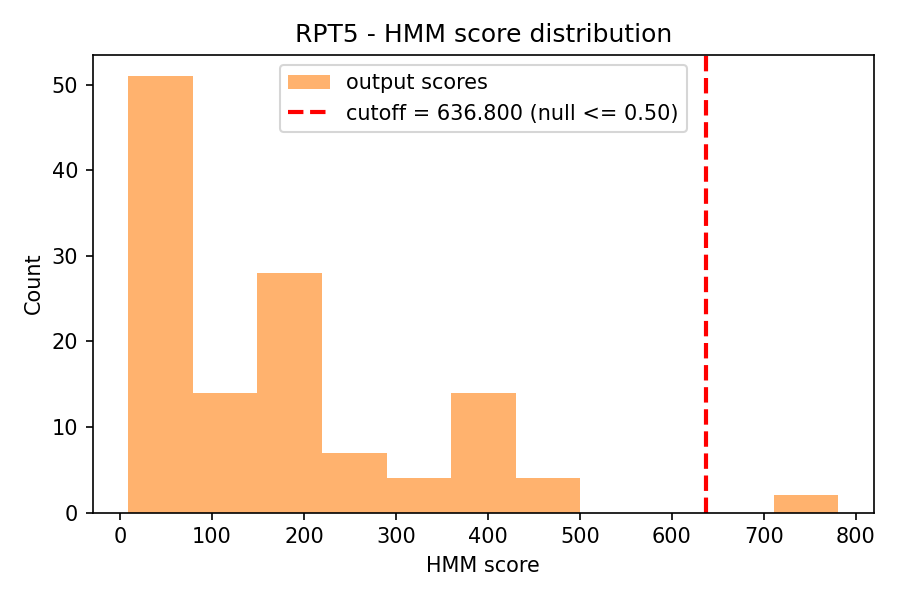 RPT5 - HMM score distribution
output scores
cutoff = 636.800 (null <= 0.50)
Count
50
40
30
20
10
0
0 100 200 300 400 500 600 700 800
HMM score